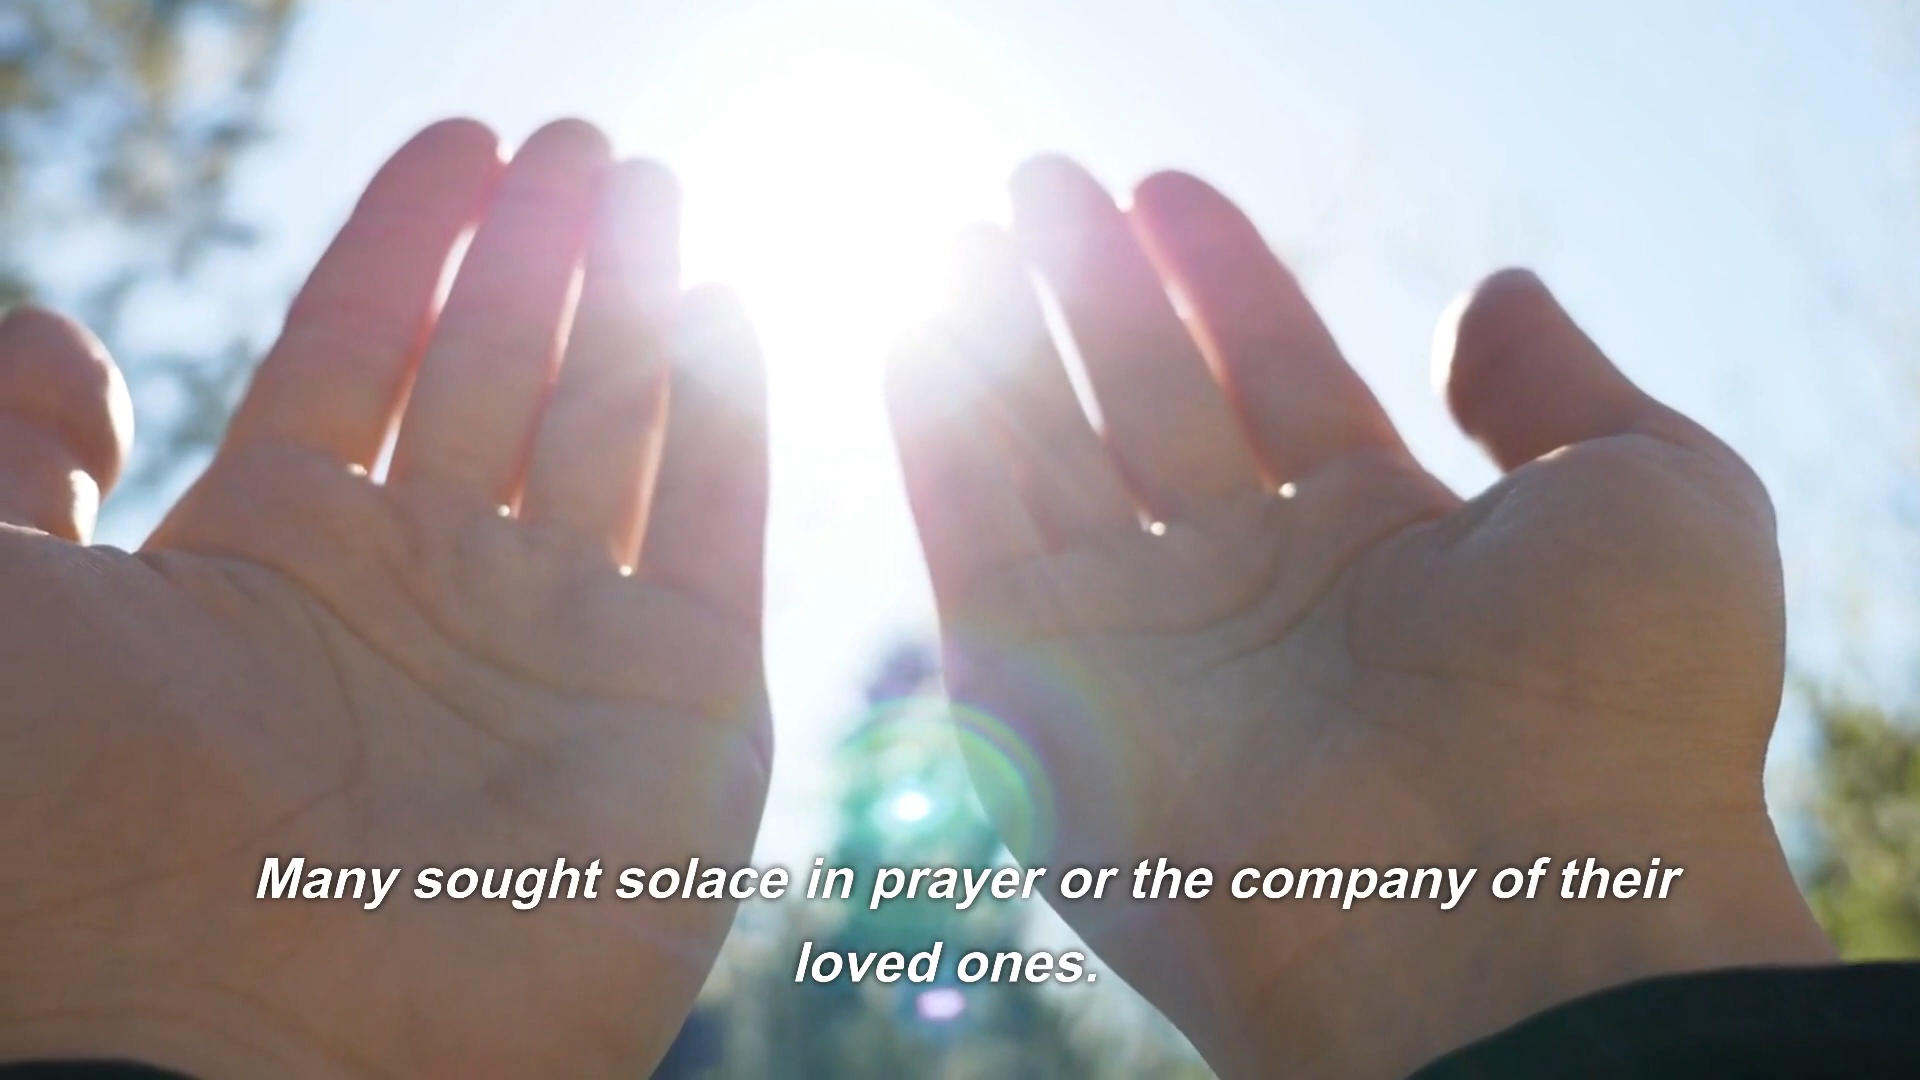 Many sought solace in prayer or the company of their
loved ones.